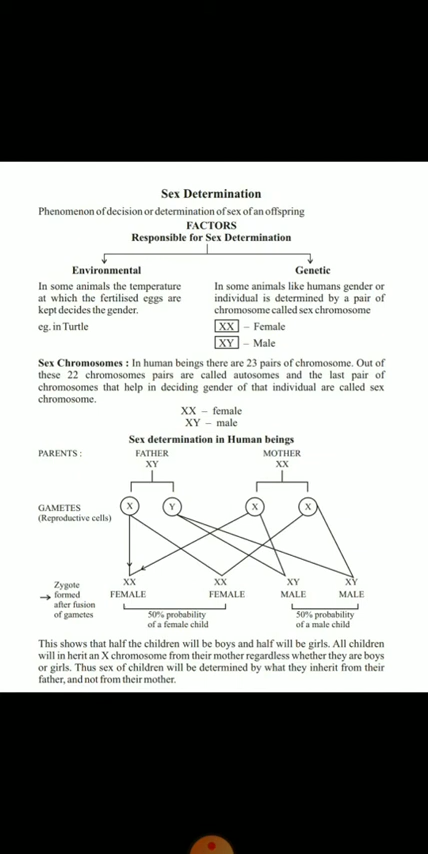 Sex Determination
Phenomenon of decision or determination of sex of an offspring
FACTORS
Responsible for Sex Determination
Environmental
In some animals the temperature
at which the fertilised eggs are
kept decides the gender.
eg. in Turtle
Genetic
In some animals like humans gender or
individual is determined by a pair of
chromosome called sex chromosome
XX – Female
XY – Male
Sex Chromosomes : In human beings there are 23 pairs of chromosome. Out of
these 22 chromosomes pairs are called autosomes and the last pair of
chromosomes that help in deciding gender of that individual are called sex
chromosome.
XX – female
XY – male
Sex determination in Human beings
PARENTS : FATHER MOTHER
XY XX
GAMETES X Y X X
(Reproductive cells)
Zygote XX XX XY XY
→ formed FEMALE FEMALE MALE MALE
after fusion
of gametes 50% probability 50% probability
of a female child of a male child
This shows that half the children will be boys and half will be girls. All children
will in herit an X chromosome from their mother regardless whether they are boys
or girls. Thus sex of children will be determined by what they inherit from their
father, and not from their mother.